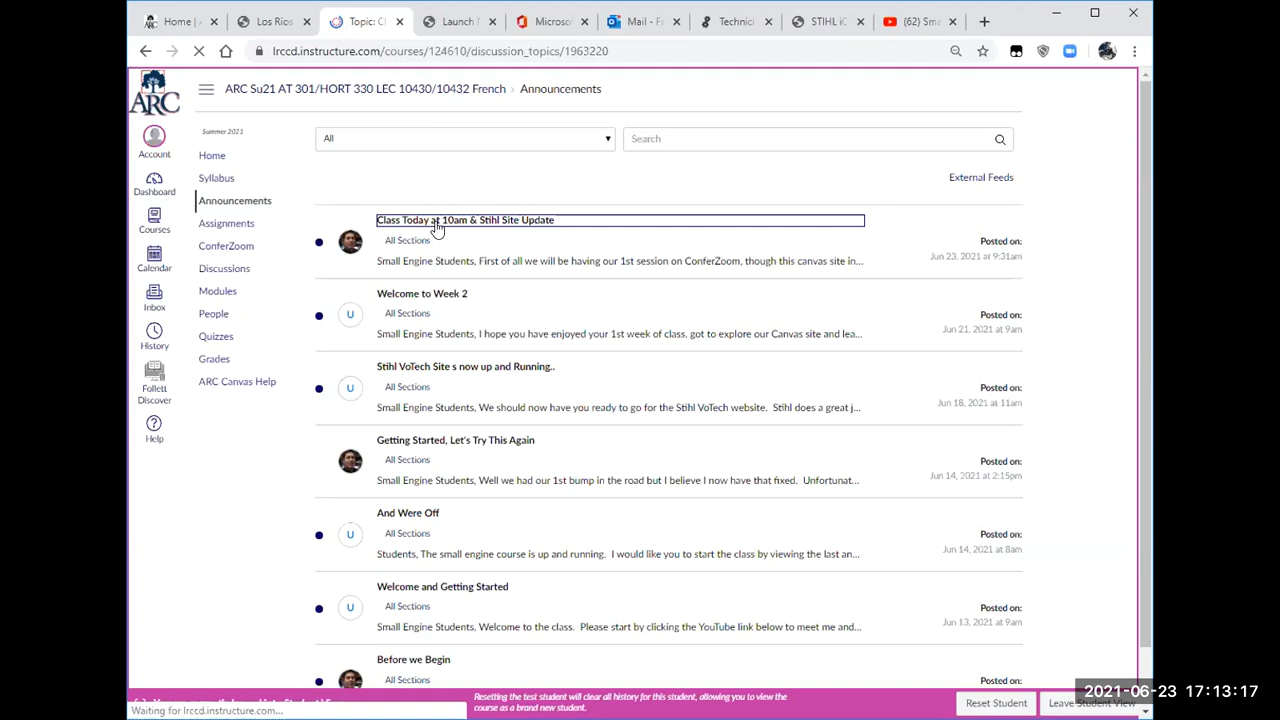 Home | A
Los Rios
Topic: Cl
Launch M
Microso
Mail - Fr
Technici
STIHL iC
(62) Sma
lrccd.instructure.com/courses/124610/discussion_topics/1963220
ARC
ARC Su21 AT 301/HORT 330 LEC 10430/10432 French › Announcements
Account
Dashboard
Courses
Calendar
Inbox
History
Follett
Discover
Help
Summer 2021
Home
Syllabus
Announcements
Assignments
ConferZoom
Discussions
Modules
People
Quizzes
Grades
ARC Canvas Help
All
Search
External Feeds
Class Today at 10am & Stihl Site Update
All Sections
Small Engine Students, First of all we will be having our 1st session on ConferZoom, though this canvas site in...
Posted on:
Jun 23, 2021 at 9:31am
Welcome to Week 2
All Sections
Small Engine Students, I hope you have enjoyed your 1st week of class, got to explore our Canvas site and lea...
Posted on:
Jun 21, 2021 at 9am
Stihl VoTech Site s now up and Running..
All Sections
Small Engine Students, We should now have you ready to go for the Stihl VoTech website. Stihl does a great j...
Posted on:
Jun 18, 2021 at 11am
Getting Started, Let's Try This Again
All Sections
Small Engine Students, Well we had our 1st bump in the road but I believe I now have that fixed. Unfortunat...
Posted on:
Jun 14, 2021 at 2:15pm
U
And Were Off
All Sections
Students, The small engine course is up and running. I would like you to start the class by viewing the last an...
Posted on:
Jun 14, 2021 at 8am
U
Welcome and Getting Started
All Sections
Small Engine Students, Welcome to the class. Please start by clicking the YouTube link below to meet me and...
Posted on:
Jun 13, 2021 at 9am
Before we Begin
All Sections
Posted on:
Resetting the test student will clear all history for this student, allowing you to view the
course as a brand new student.
Reset Student
Leave Student View
Waiting for lrccd.instructure.com...
2021-06-23 17:13:17